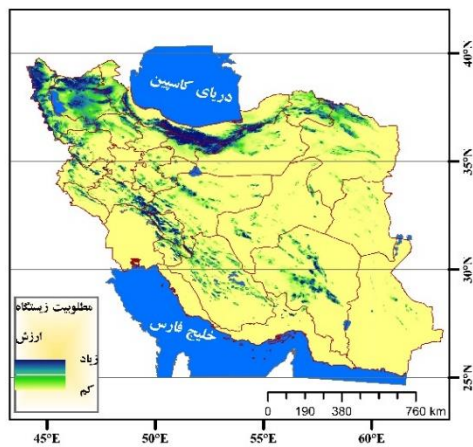 دریای کاسپین
خلیج فارس
مطلوبیت زیستگاه
ارزش
زیاد
کم
40°N
35°N
30°N
25°N
45°E
50°E
55°E
60°E
0 190 380 760 km